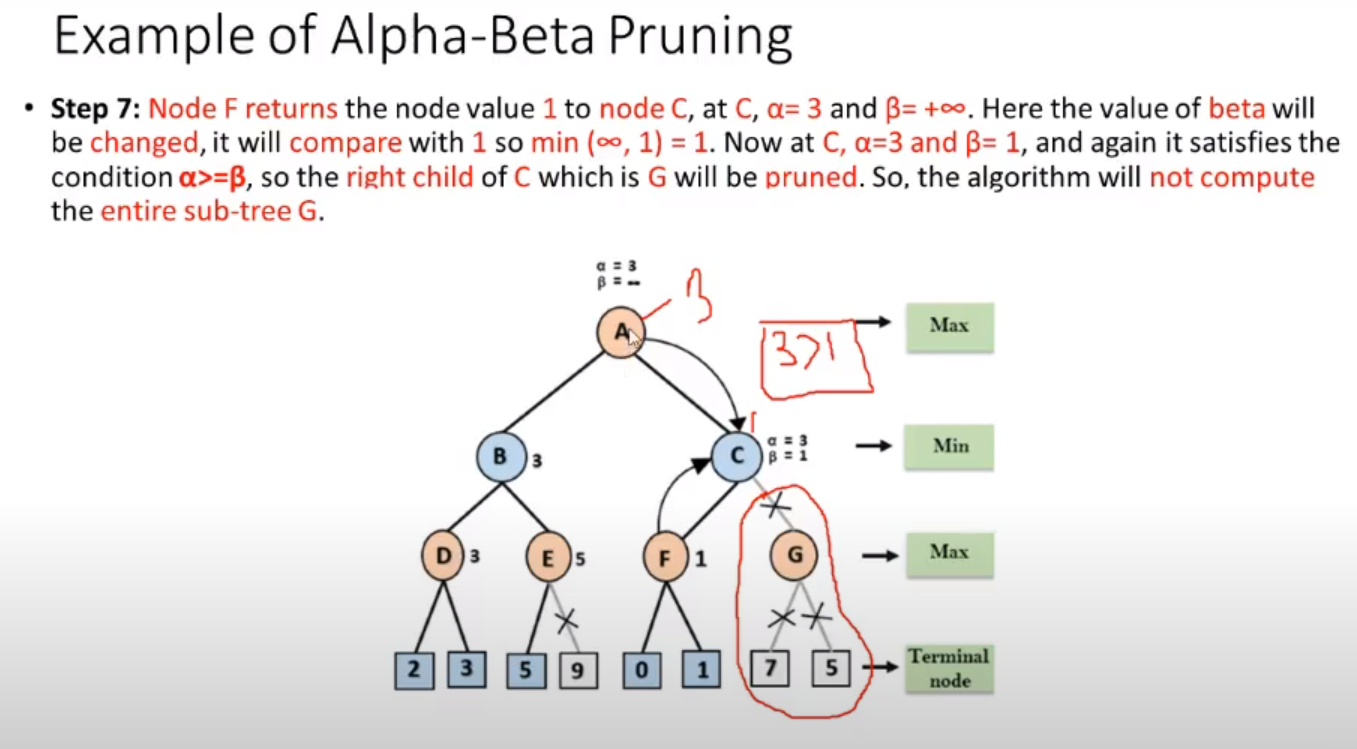 Example of Alpha-Beta Pruning
• Step 7: Node F returns the node value 1 to node C, at C, α= 3 and β= +∞. Here the value of beta will
be changed, it will compare with 1 so min (∞, 1) = 1. Now at C, α=3 and β= 1, and again it satisfies the
condition α>=β, so the right child of C which is G will be pruned. So, the algorithm will not compute
the entire sub-tree G.
α = 3
β = --
3
A
Max
3>1
1
B 3
C
α = 3
β = 1
Min
D 3
E 5
F 1
G
Max
2 3 5 9 0 1 7 5
Terminal
node